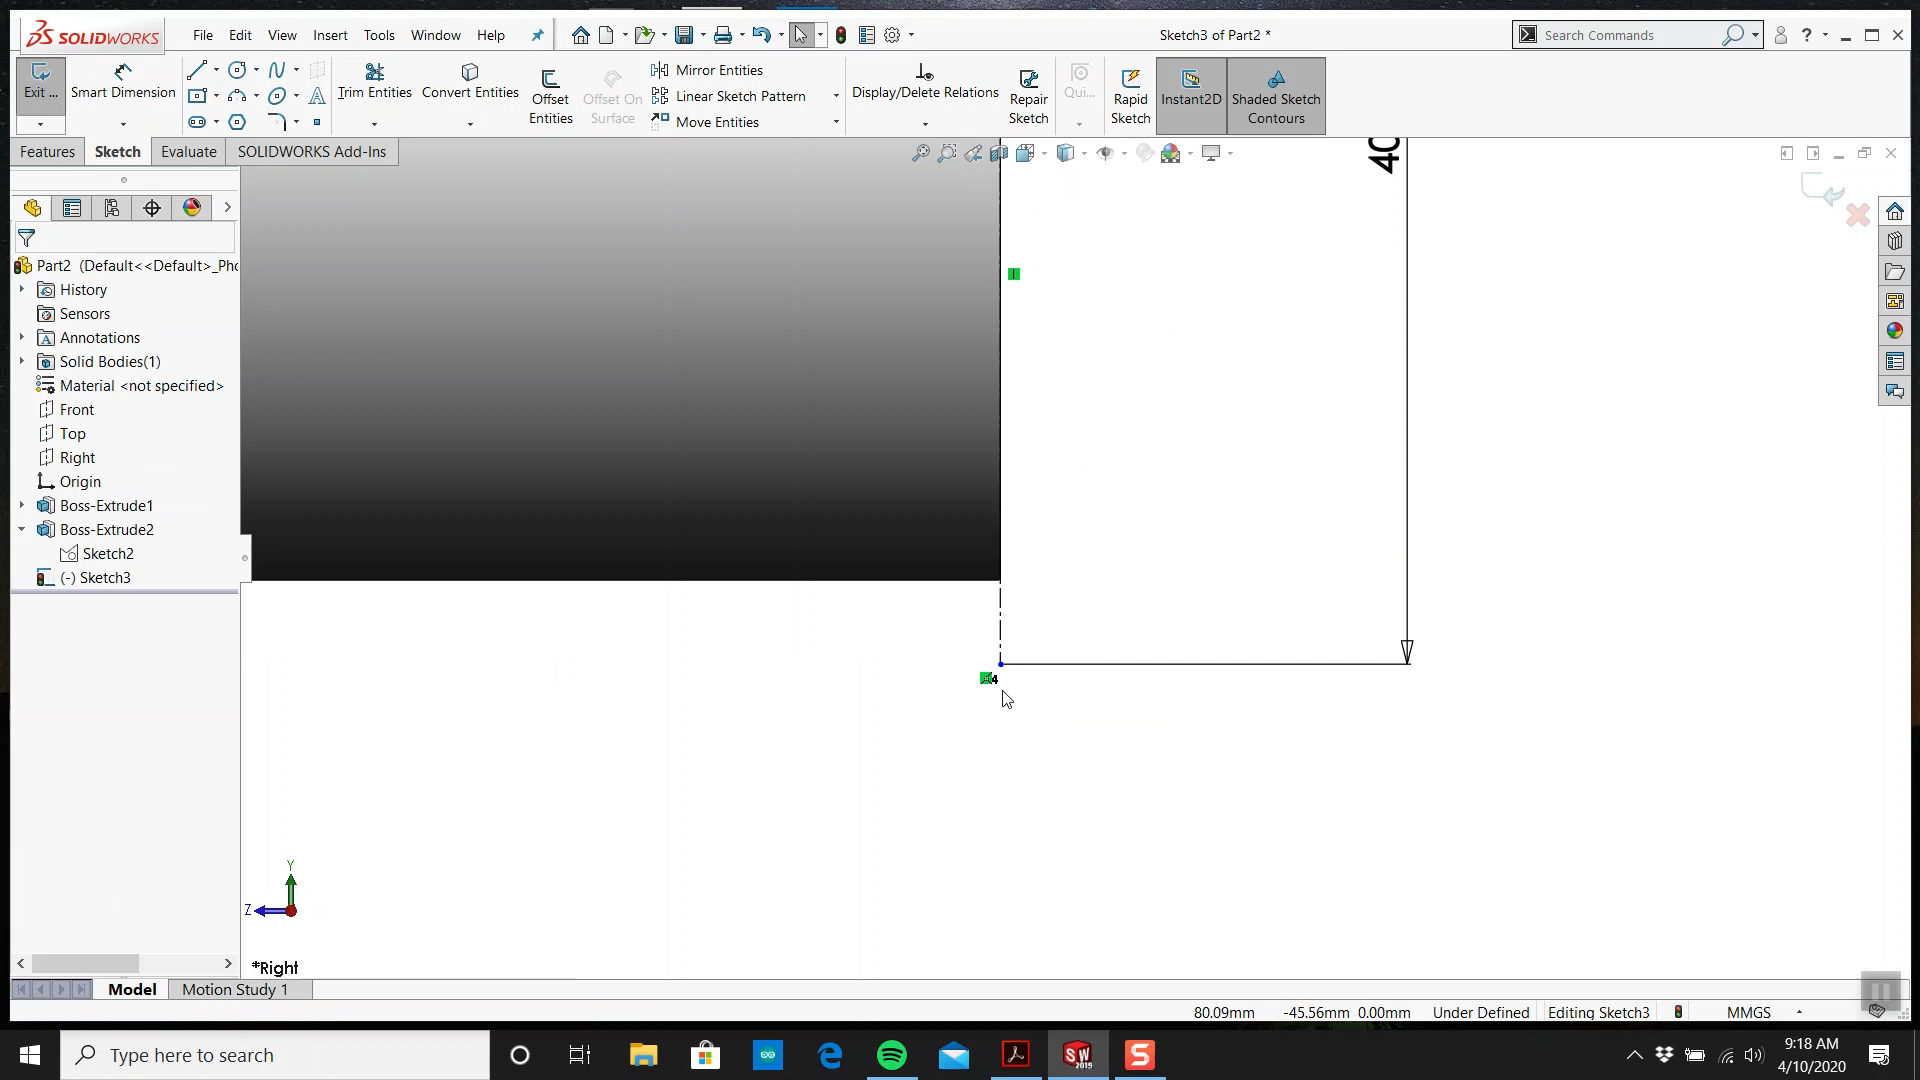 SOLIDWORKS
File Edit View Insert Tools Window Help
Sketch3 of Part2 *
Search Commands
?
Exit ...
Smart Dimension
Trim Entities
Convert Entities
Offset Entities
Offset On Surface
Mirror Entities
Linear Sketch Pattern
Move Entities
Display/Delete Relations
Repair Sketch
Qui...
Rapid Sketch
Instant2D
Shaded Sketch Contours
Features Sketch Evaluate SOLIDWORKS Add-Ins
40
Part2 (Default<<Default>_Pho
History
Sensors
Annotations
Solid Bodies(1)
Material <not specified>
Front
Top
Right
Origin
Boss-Extrude1
Boss-Extrude2
Sketch2
(-) Sketch3
4
Y
Z
*Right
Model Motion Study 1
80.09mm -45.56mm 0.00mm Under Defined Editing Sketch3 MMGS
Type here to search
SW 2019
S
9:18 AM
4/10/2020